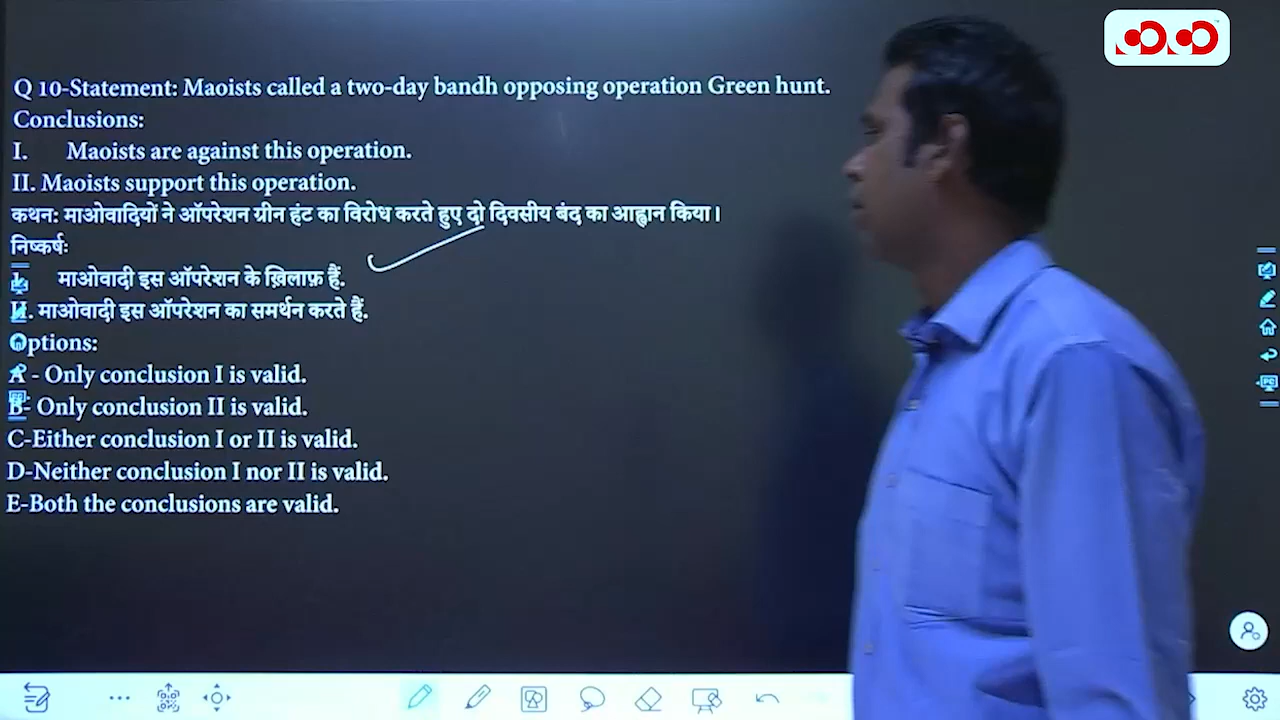 Q 10-Statement: Maoists called a two-day bandh opposing operation Green hunt.
Conclusions:
I. Maoists are against this operation.
II. Maoists support this operation.
कथन: माओवादियों ने ऑपरेशन ग्रीन हंट का विरोध करते हुए दो दिवसीय बंद का आह्वान किया।
निष्कर्षः
I. माओवादी इस ऑपरेशन के ख़िलाफ़ हैं.
II. माओवादी इस ऑपरेशन का समर्थन करते हैं.
Options:
A - Only conclusion I is valid.
B- Only conclusion II is valid.
C-Either conclusion I or II is valid.
D-Neither conclusion I nor II is valid.
E-Both the conclusions are valid.